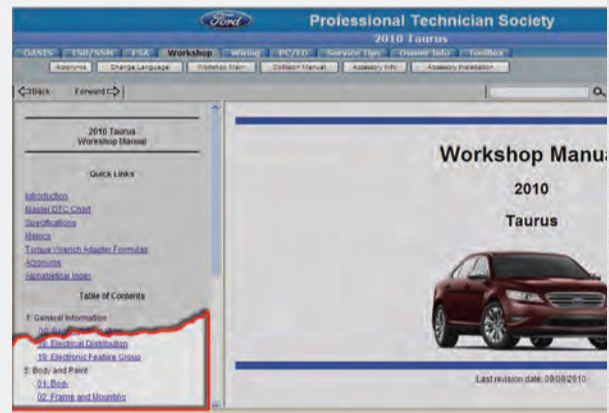 Ford
Professional Technician Society
2010 Taurus
OASIS TSB/SSM FSA Workshop Wiring PC/ED Service Tips Owner Info Toolbox
Acronyms Change Language Workshop Main Collision Manual Accessory Info Accessory Installation
Back Forward
2010 Taurus
Workshop Manual
Quick Links
Introduction
Master DTC Chart
Specifications
Metrics
Torque Wrench Adapter Formulas
Acronyms
Alphabetical Index
Table of Contents
1: General Information
18: Electrical Distribution
19: Electronic Feature Group
5: Body and Paint
01: Body
02: Frame and Mounting
Workshop Manua
2010
Taurus
Last revision date: 09/09/2010